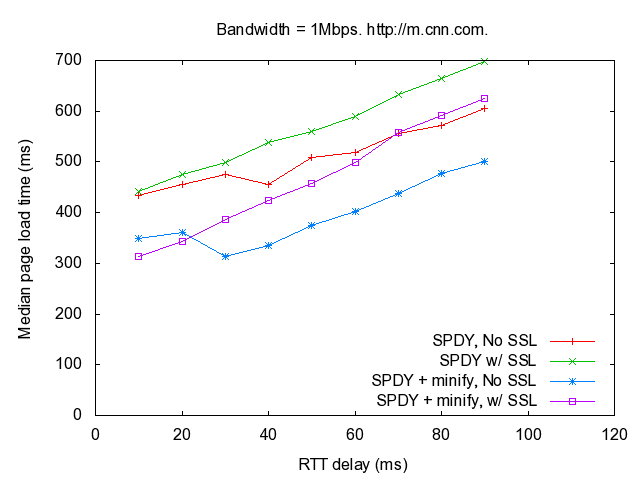 Bandwidth = 1Mbps. http://m.cnn.com.
Median page load time (ms)
700
600
500
400
300
200
100
0
SPDY, No SSL
SPDY w/ SSL
SPDY + minify, No SSL
SPDY + minify, w/ SSL
0 20 40 60 80 100 120
RTT delay (ms)